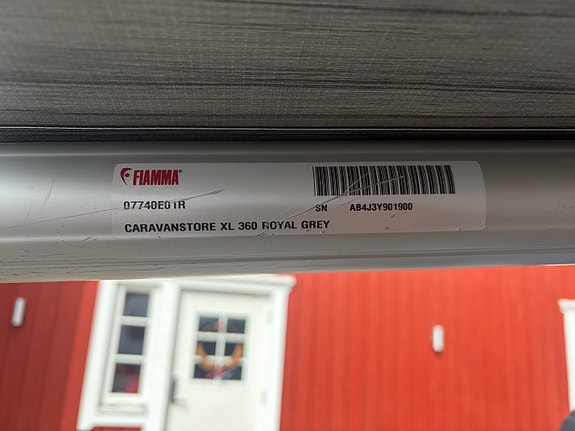 FIAMMA
07740E01R
SN AB4J3Y901900
CARAVANSTORE XL 360 ROYAL GREY